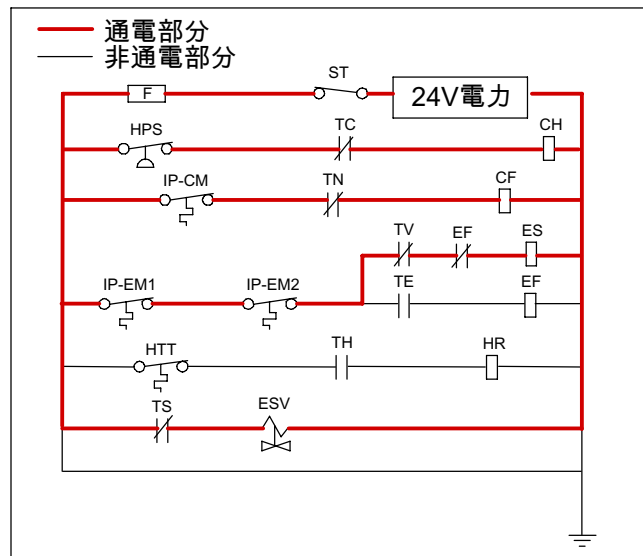 通電部分
非通電部分
F
ST
24V電力
HPS
TC
CH
IP-CM
TN
CF
TV
EF
ES
IP-EM1
IP-EM2
TE
EF
HTT
TH
HR
TS
ESV